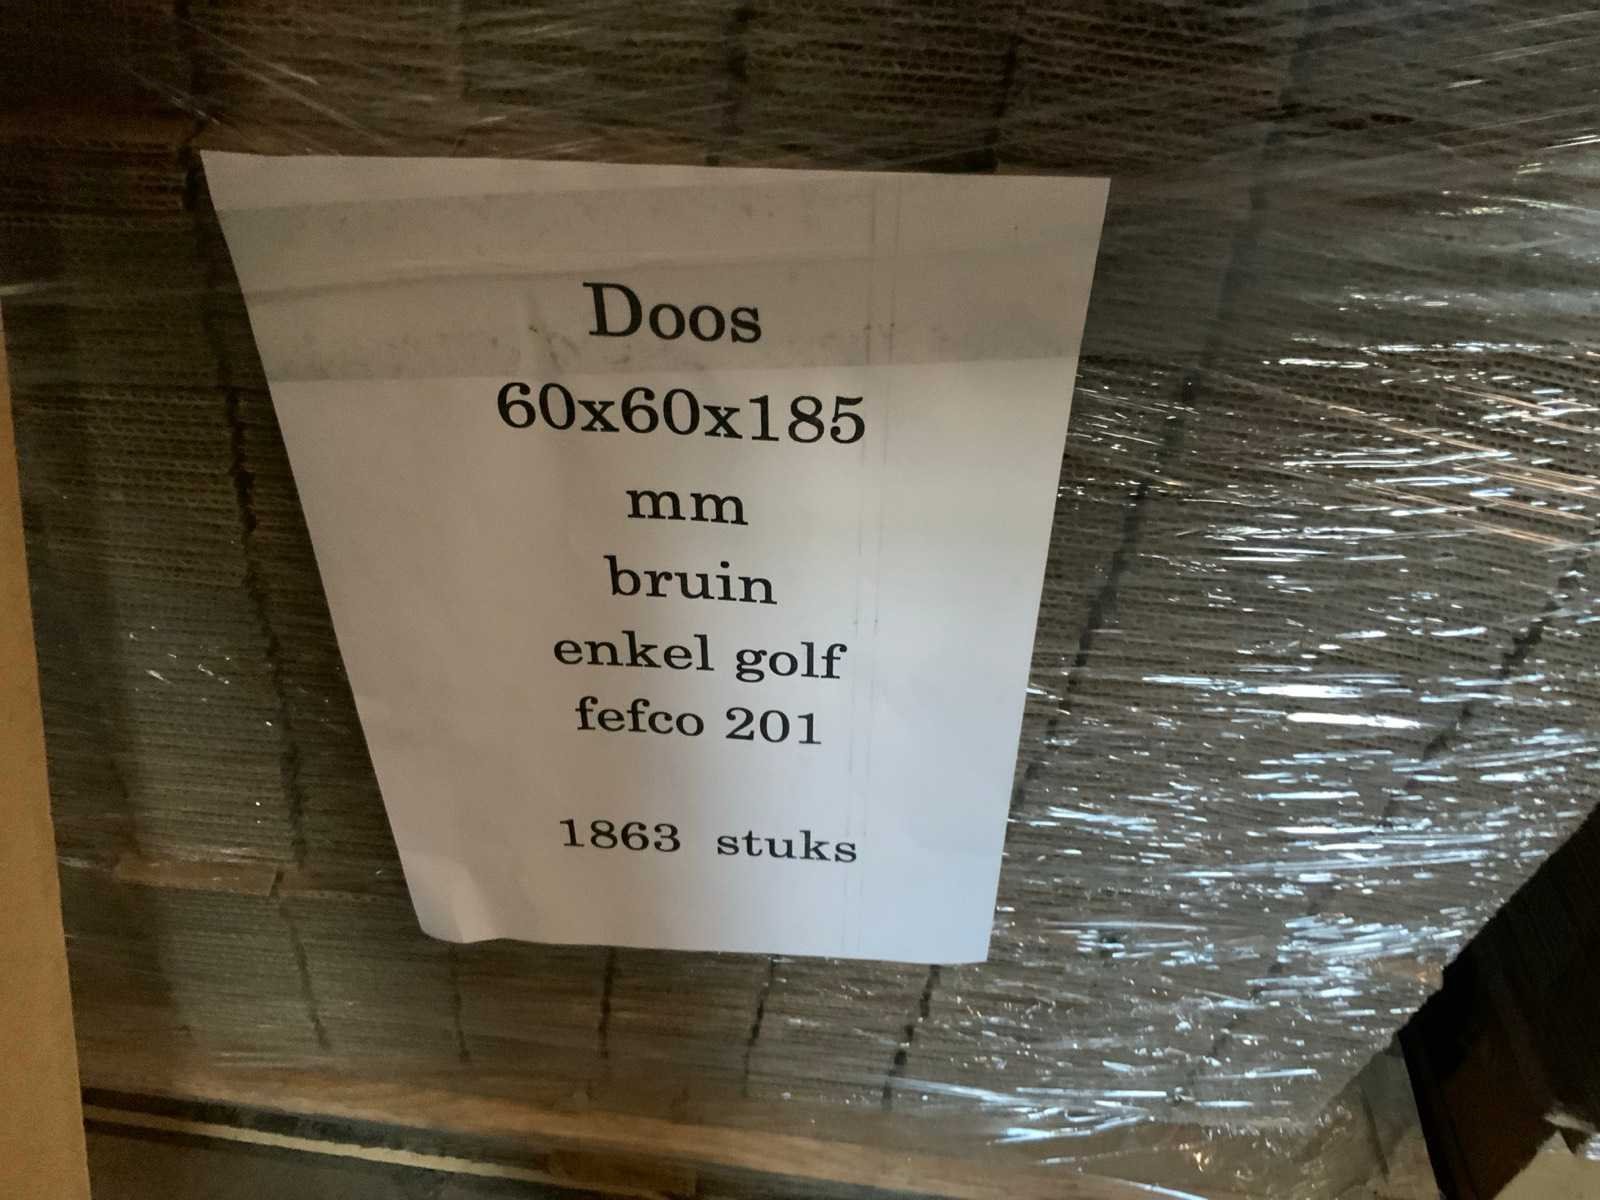 Doos
60x60x185
mm
bruin
enkel golf
fefco 201
1863 stuks